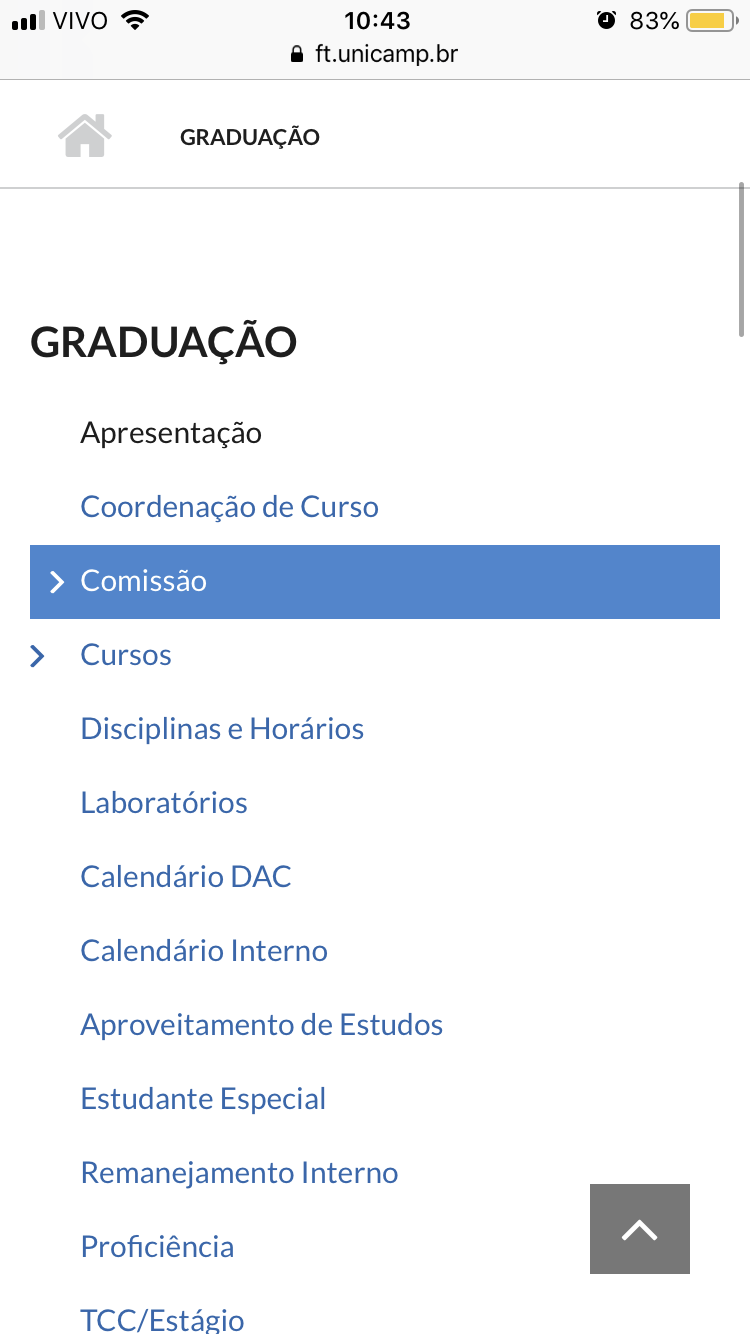 VIVO 10:43 83%
ft.unicamp.br
GRADUAÇÃO
GRADUAÇÃO
Apresentação
Coordenação de Curso
Comissão
Cursos
Disciplinas e Horários
Laboratórios
Calendário DAC
Calendário Interno
Aproveitamento de Estudos
Estudante Especial
Remanejamento Interno
Proficiência
TCC/Estágio